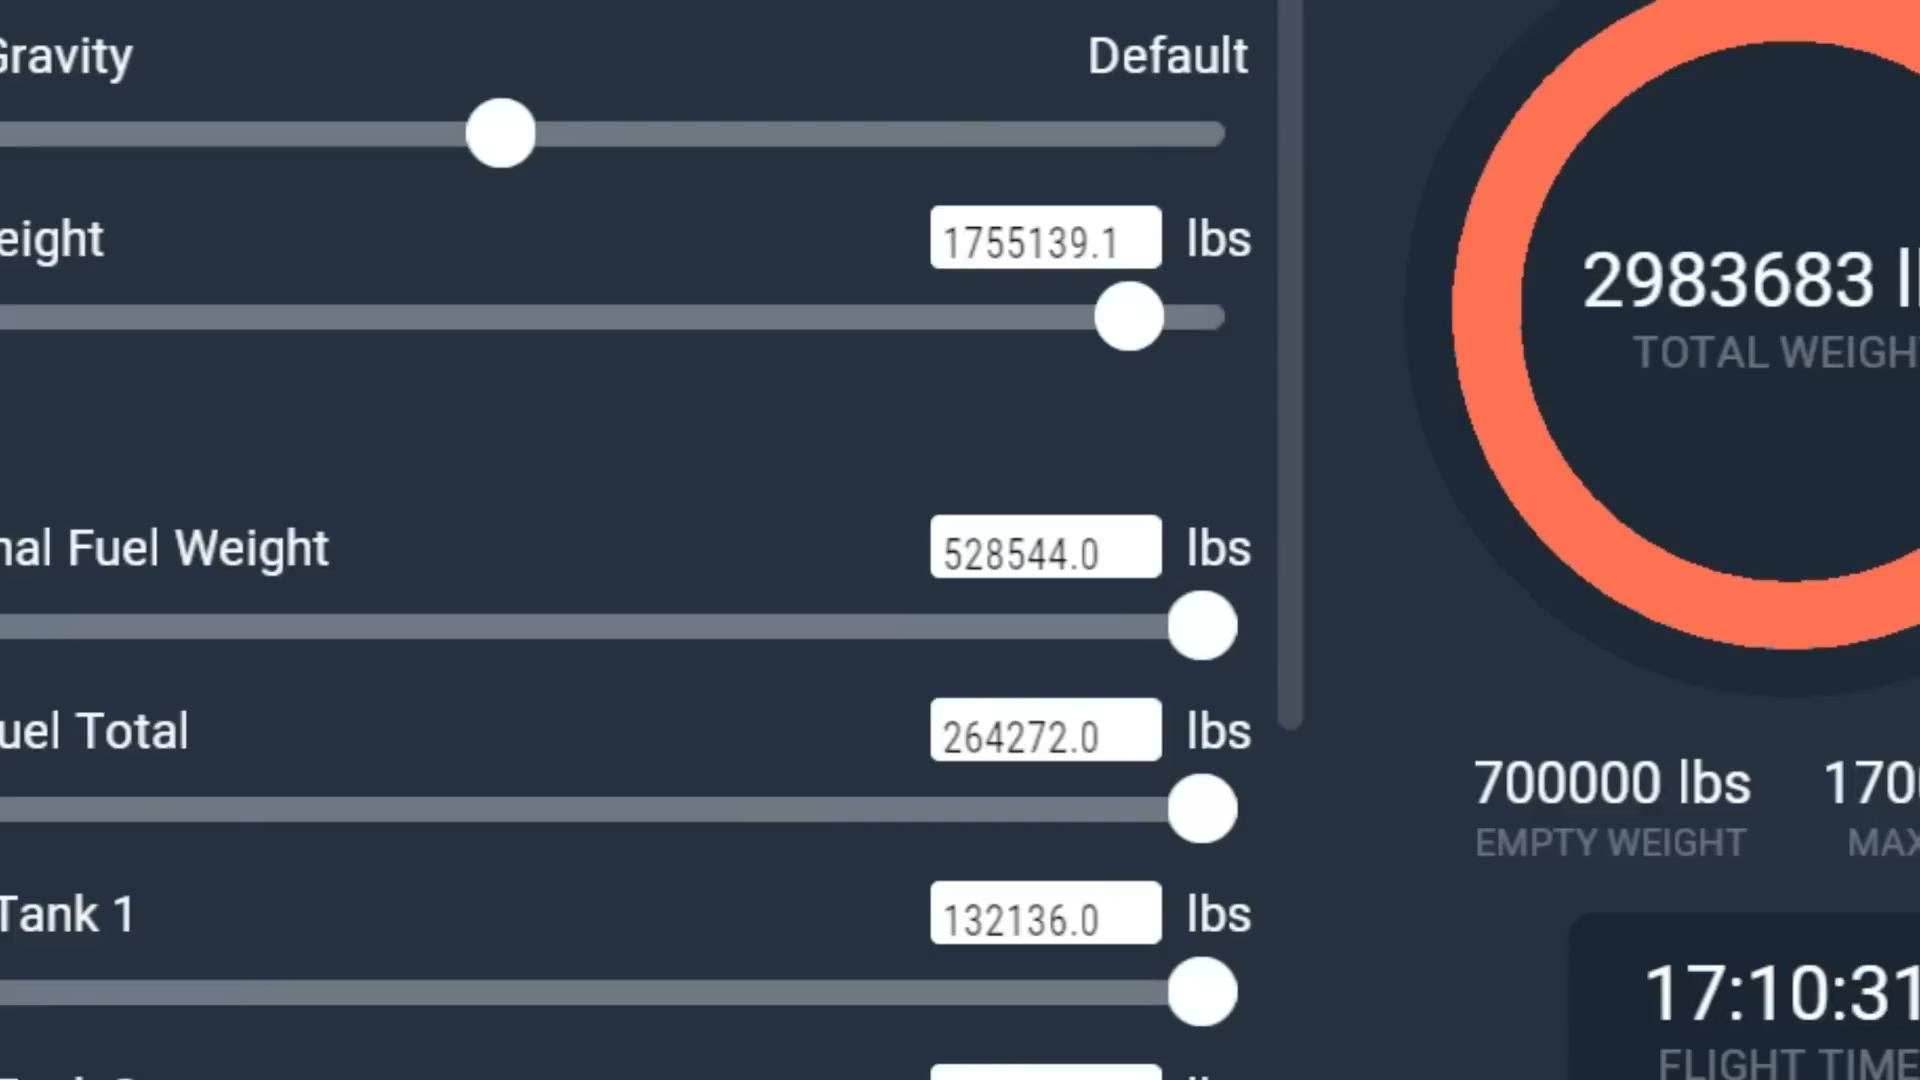 Gravity Default
eight 1755139.1 lbs
nal Fuel Weight 528544.0 lbs
uel Total 264272.0 lbs
Tank 1 132136.0 lbs
2983683 l
TOTAL WEIGH
700000 lbs 170
EMPTY WEIGHT MAX
17:10:31
FLIGHT TIME